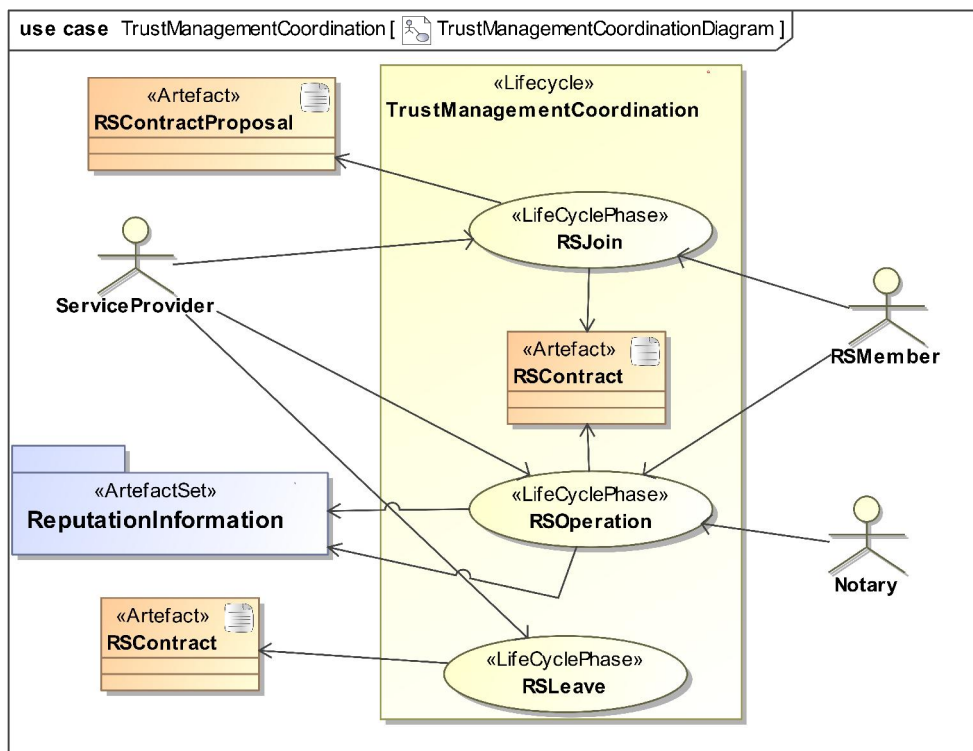 use case TrustManagementCoordination [ TrustManagementCoordinationDiagram ]
«Artefact»
RSContractProposal
«Lifecycle»
TrustManagementCoordination
«LifeCyclePhase»
RSJoin
ServiceProvider
RSMember
«Artefact»
RSContract
«ArtefactSet»
ReputationInformation
«LifeCyclePhase»
RSOperation
Notary
«Artefact»
RSContract
«LifeCyclePhase»
RSLeave